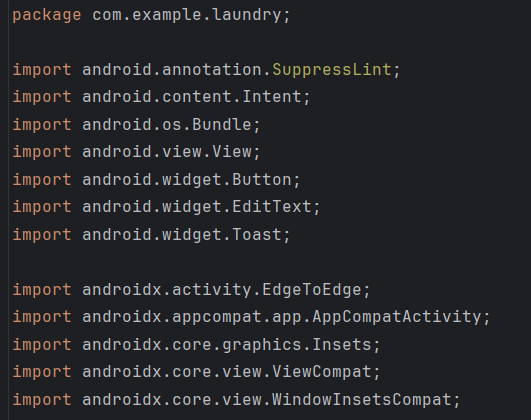 package com.example.laundry;
import android.annotation.SuppressLint;
import android.content.Intent;
import android.os.Bundle;
import android.view.View;
import android.widget.Button;
import android.widget.EditText;
import android.widget.Toast;
import androidx.activity.EdgeToEdge;
import androidx.appcompat.app.AppCompatActivity;
import androidx.core.graphics.Insets;
import androidx.core.view.ViewCompat;
import androidx.core.view.WindowInsetsCompat;